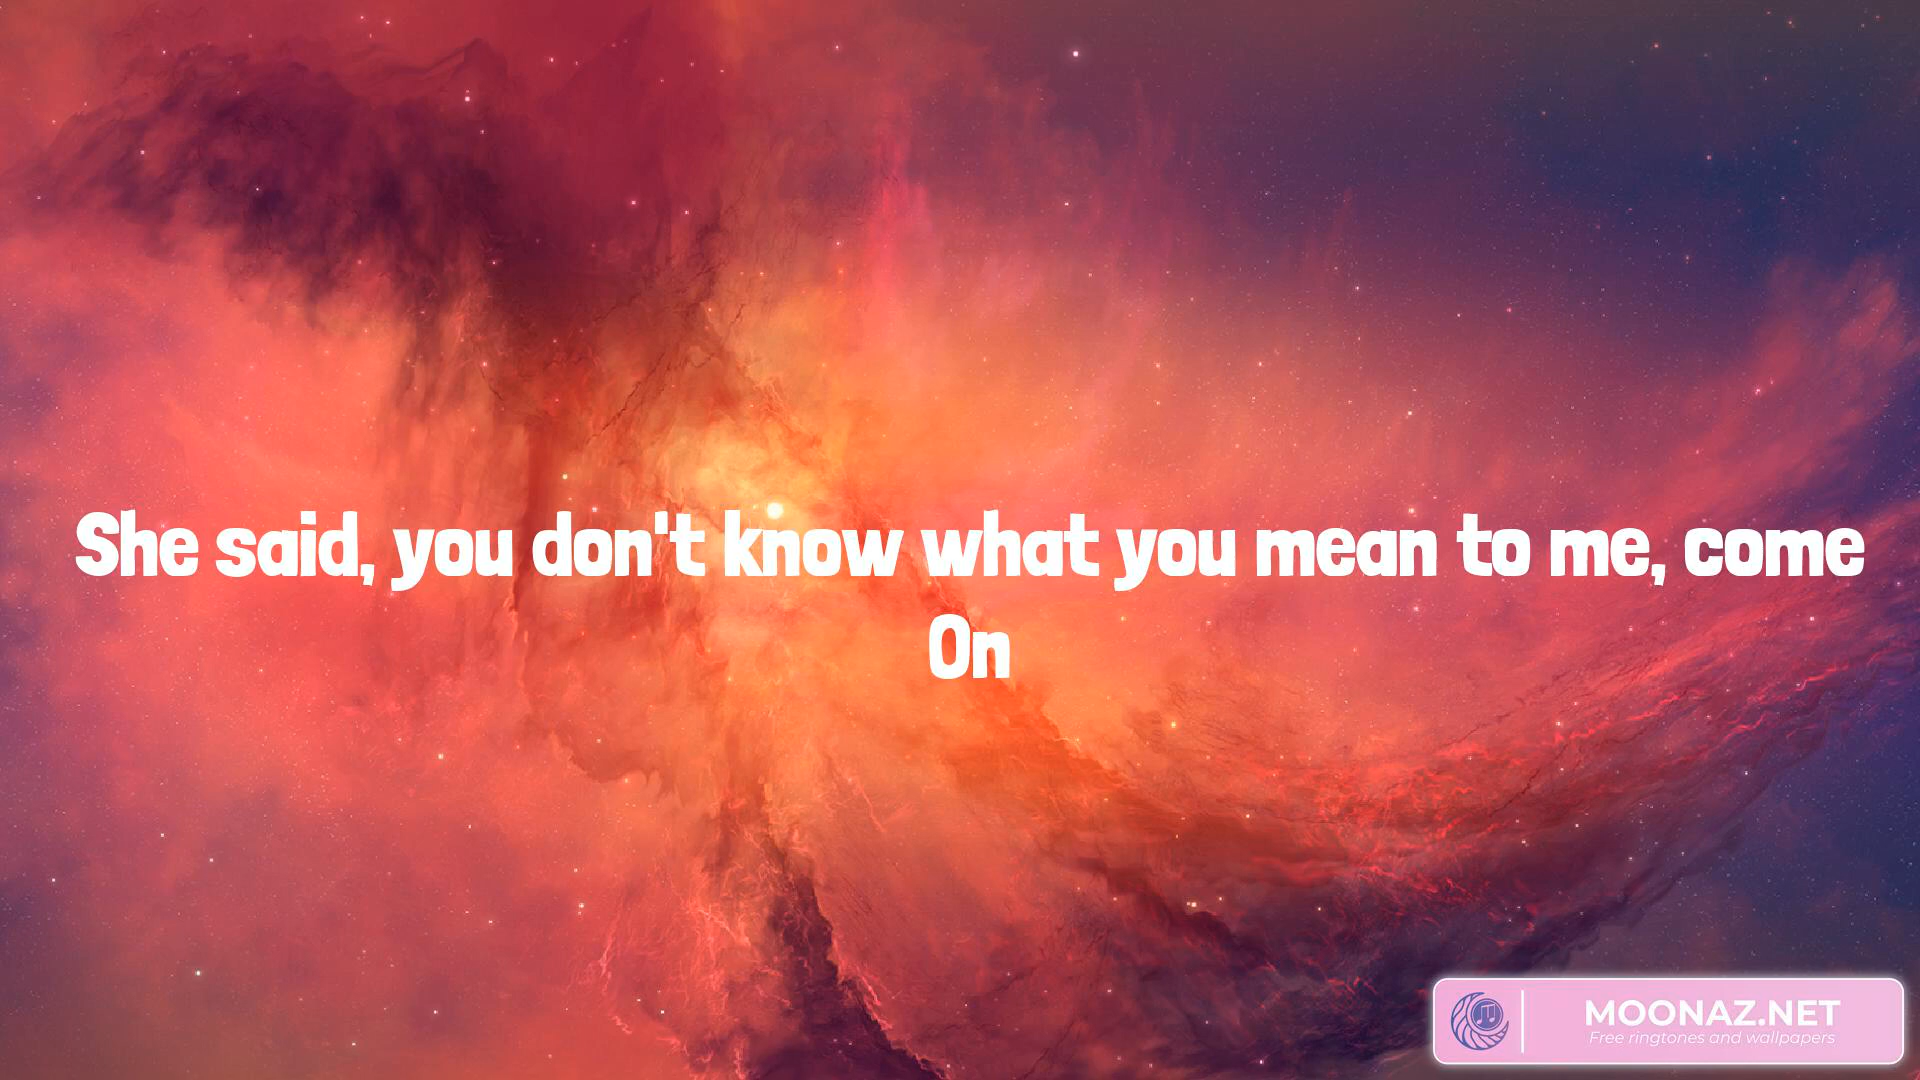 She said, you don't know what you mean to me, come
On
MOONAZ.NET
Free ringtones and wallpapers